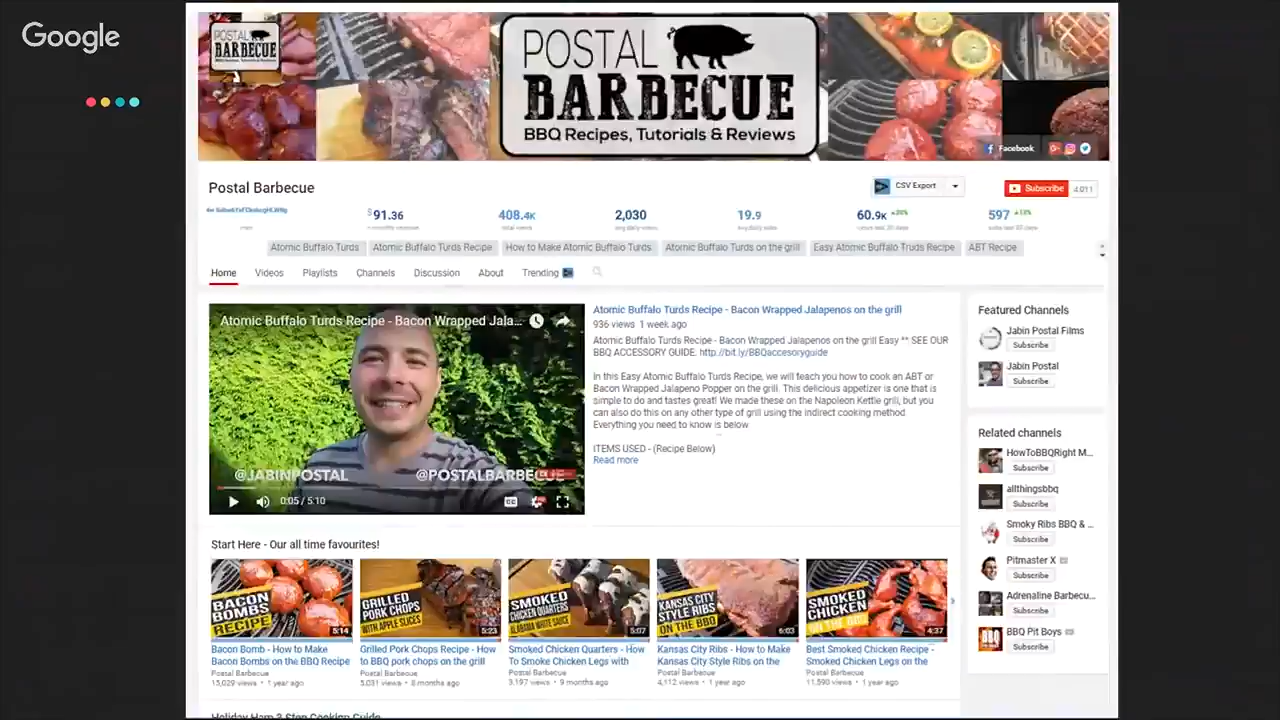 Google
POSTAL
BARBECUE
POSTAL
BARBECUE
BBQ Recipes, Tutorials & Reviews
Facebook
Postal Barbecue
CSV Export
Subscribe 4,011
$91.36 408.4K 2,030 19.9 60.9K 597
total views
Atomic Buffalo Turds Atomic Buffalo Turds Recipe How to Make Atomic Buffalo Turds Atomic Buffalo Turds on the grill Easy Atomic Buffalo Truds Recipe ABT Recipe
Home Videos Playlists Channels Discussion About Trending
Atomic Buffalo Turds Recipe - Bacon Wrapped Jala...
@JABINPOSTAL @POSTALBARBECUE
0:05 / 5:10
Atomic Buffalo Turds Recipe - Bacon Wrapped Jalapenos on the grill
936 views 1 week ago
Atomic Buffalo Turds Recipe - Bacon Wrapped Jalapenos on the grill Easy ** SEE OUR
BBQ ACCESSORY GUIDE. http://bit.ly/BBQaccesoryguide
In this Easy Atomic Buffalo Turds Recipe, we will teach you how to cook an ABT or
Bacon Wrapped Jalapeno Popper on the grill. This delicious appetizer is one that is
simple to do and tastes great! We made these on the Napoleon Kettle grill, but you
can also do this on any other type of grill using the indirect cooking method
Everything you need to know is below
ITEMS USED - (Recipe Below)
Read more
Featured Channels
Jabin Postal Films
Subscribe
Jabin Postal
Subscribe
Related channels
HowToBBQRight M...
Subscribe
allthingsbbq
Subscribe
Smoky Ribs BBQ & ...
Subscribe
Pitmaster X
Subscribe
Adrenaline Barbecu...
Subscribe
BBQ Pit Boys
Subscribe
Start Here - Our all time favourites!
BACON
BOMBS
RECIPE
5:14
GRILLED
PORK CHOPS
WITH APPLE SLICES
5:23
SMOKED
CHICKEN QUARTERS
ALABAMA WHITE SAUCE
5:07
KANSAS CITY
STYLE RIBS
ON THE BBQ
6:03
SMOKED
CHICKEN
ON THE BBQ
4:37
Bacon Bomb - How to Make
Bacon Bombs on the BBQ Recipe
Postal Barbecue
15,029 views • 1 year ago
Grilled Pork Chops Recipe - How
to BBQ pork chops on the grill
Postal Barbecue
5,031 views • 8 months ago
Smoked Chicken Quarters - How
To Smoke Chicken Legs with
Postal Barbecue
3,197 views • 9 months ago
Kansas City Ribs - How to Make
Kansas City Style Ribs on the
Postal Barbecue
4,112 views • 1 year ago
Best Smoked Chicken Recipe -
Smoked Chicken Legs on the
Postal Barbecue
11,590 views • 1 year ago
Holiday Ham 3 Step Cooking Guide